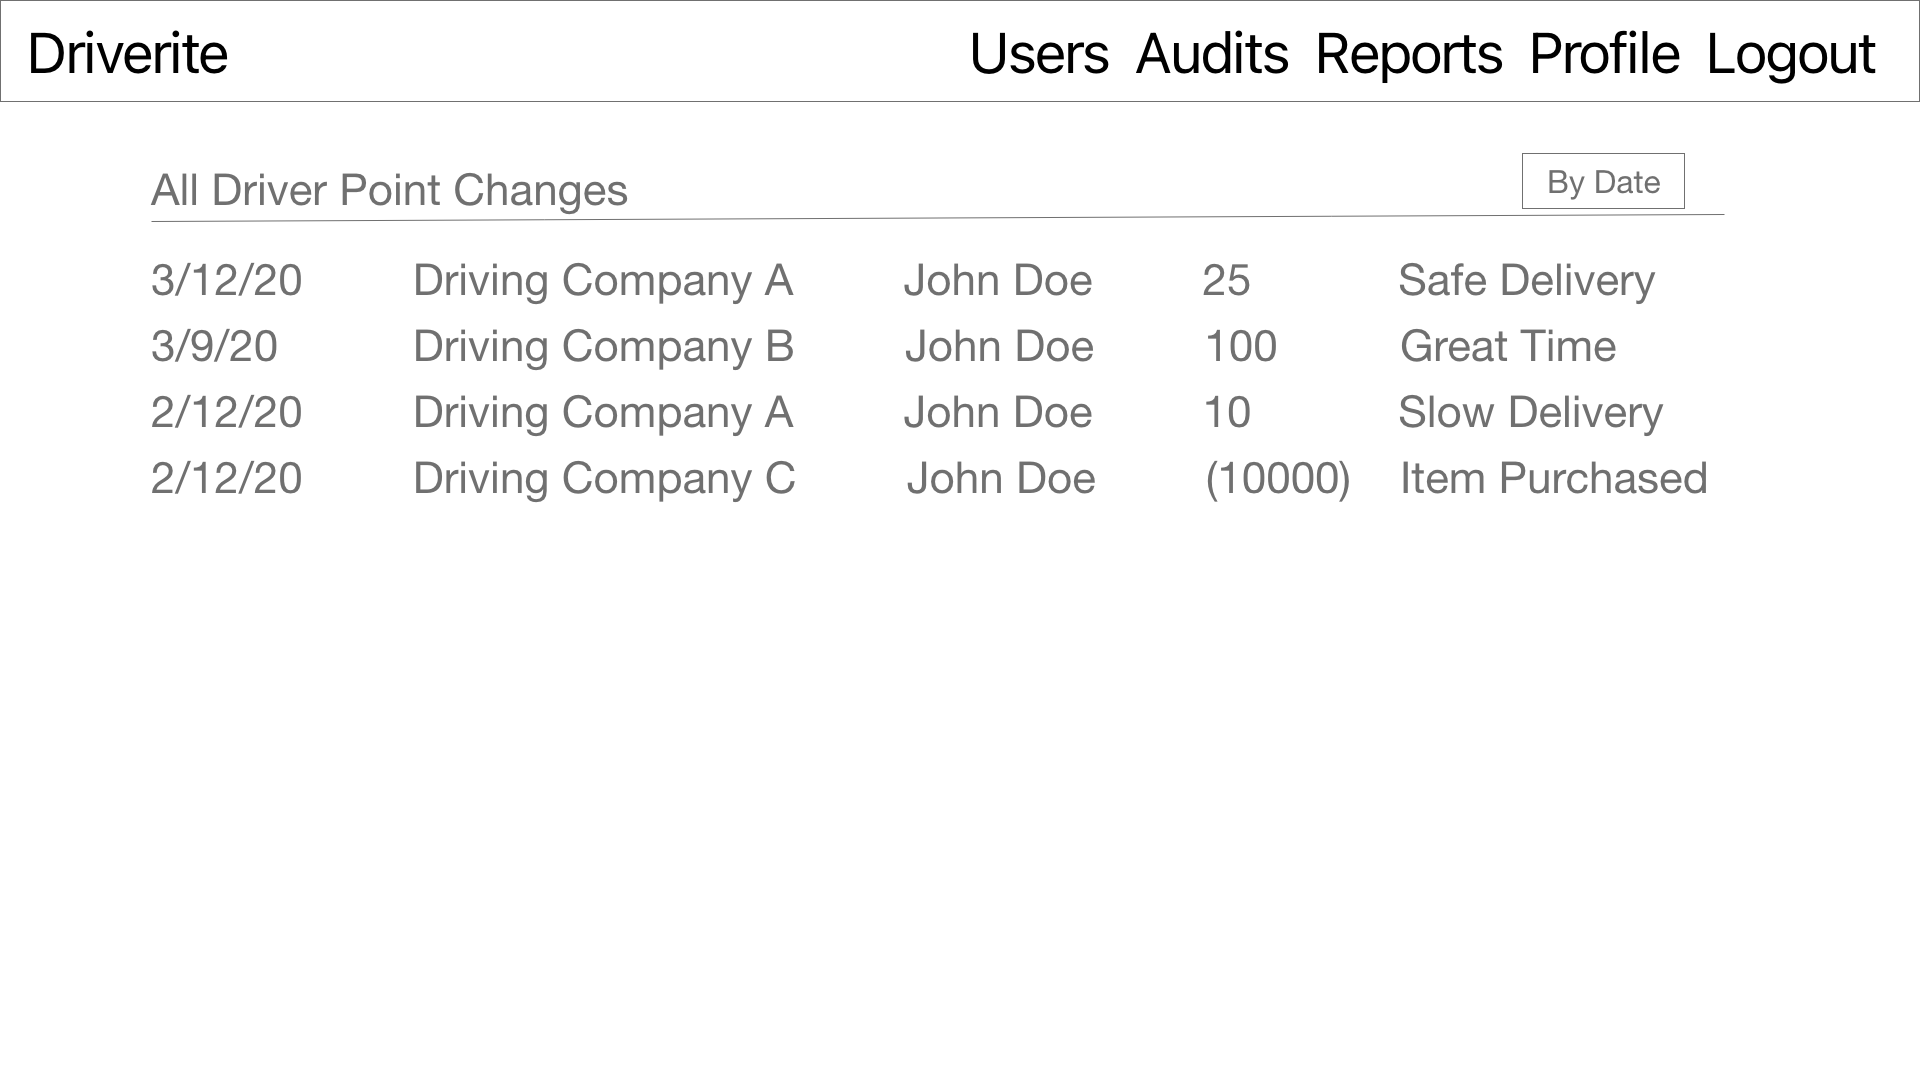 Driverite Users Audits Reports Profile Logout
All Driver Point Changes By Date
3/12/20 Driving Company A John Doe 25 Safe Delivery
3/9/20 Driving Company B John Doe 100 Great Time
2/12/20 Driving Company A John Doe 10 Slow Delivery
2/12/20 Driving Company C John Doe (10000) Item Purchased